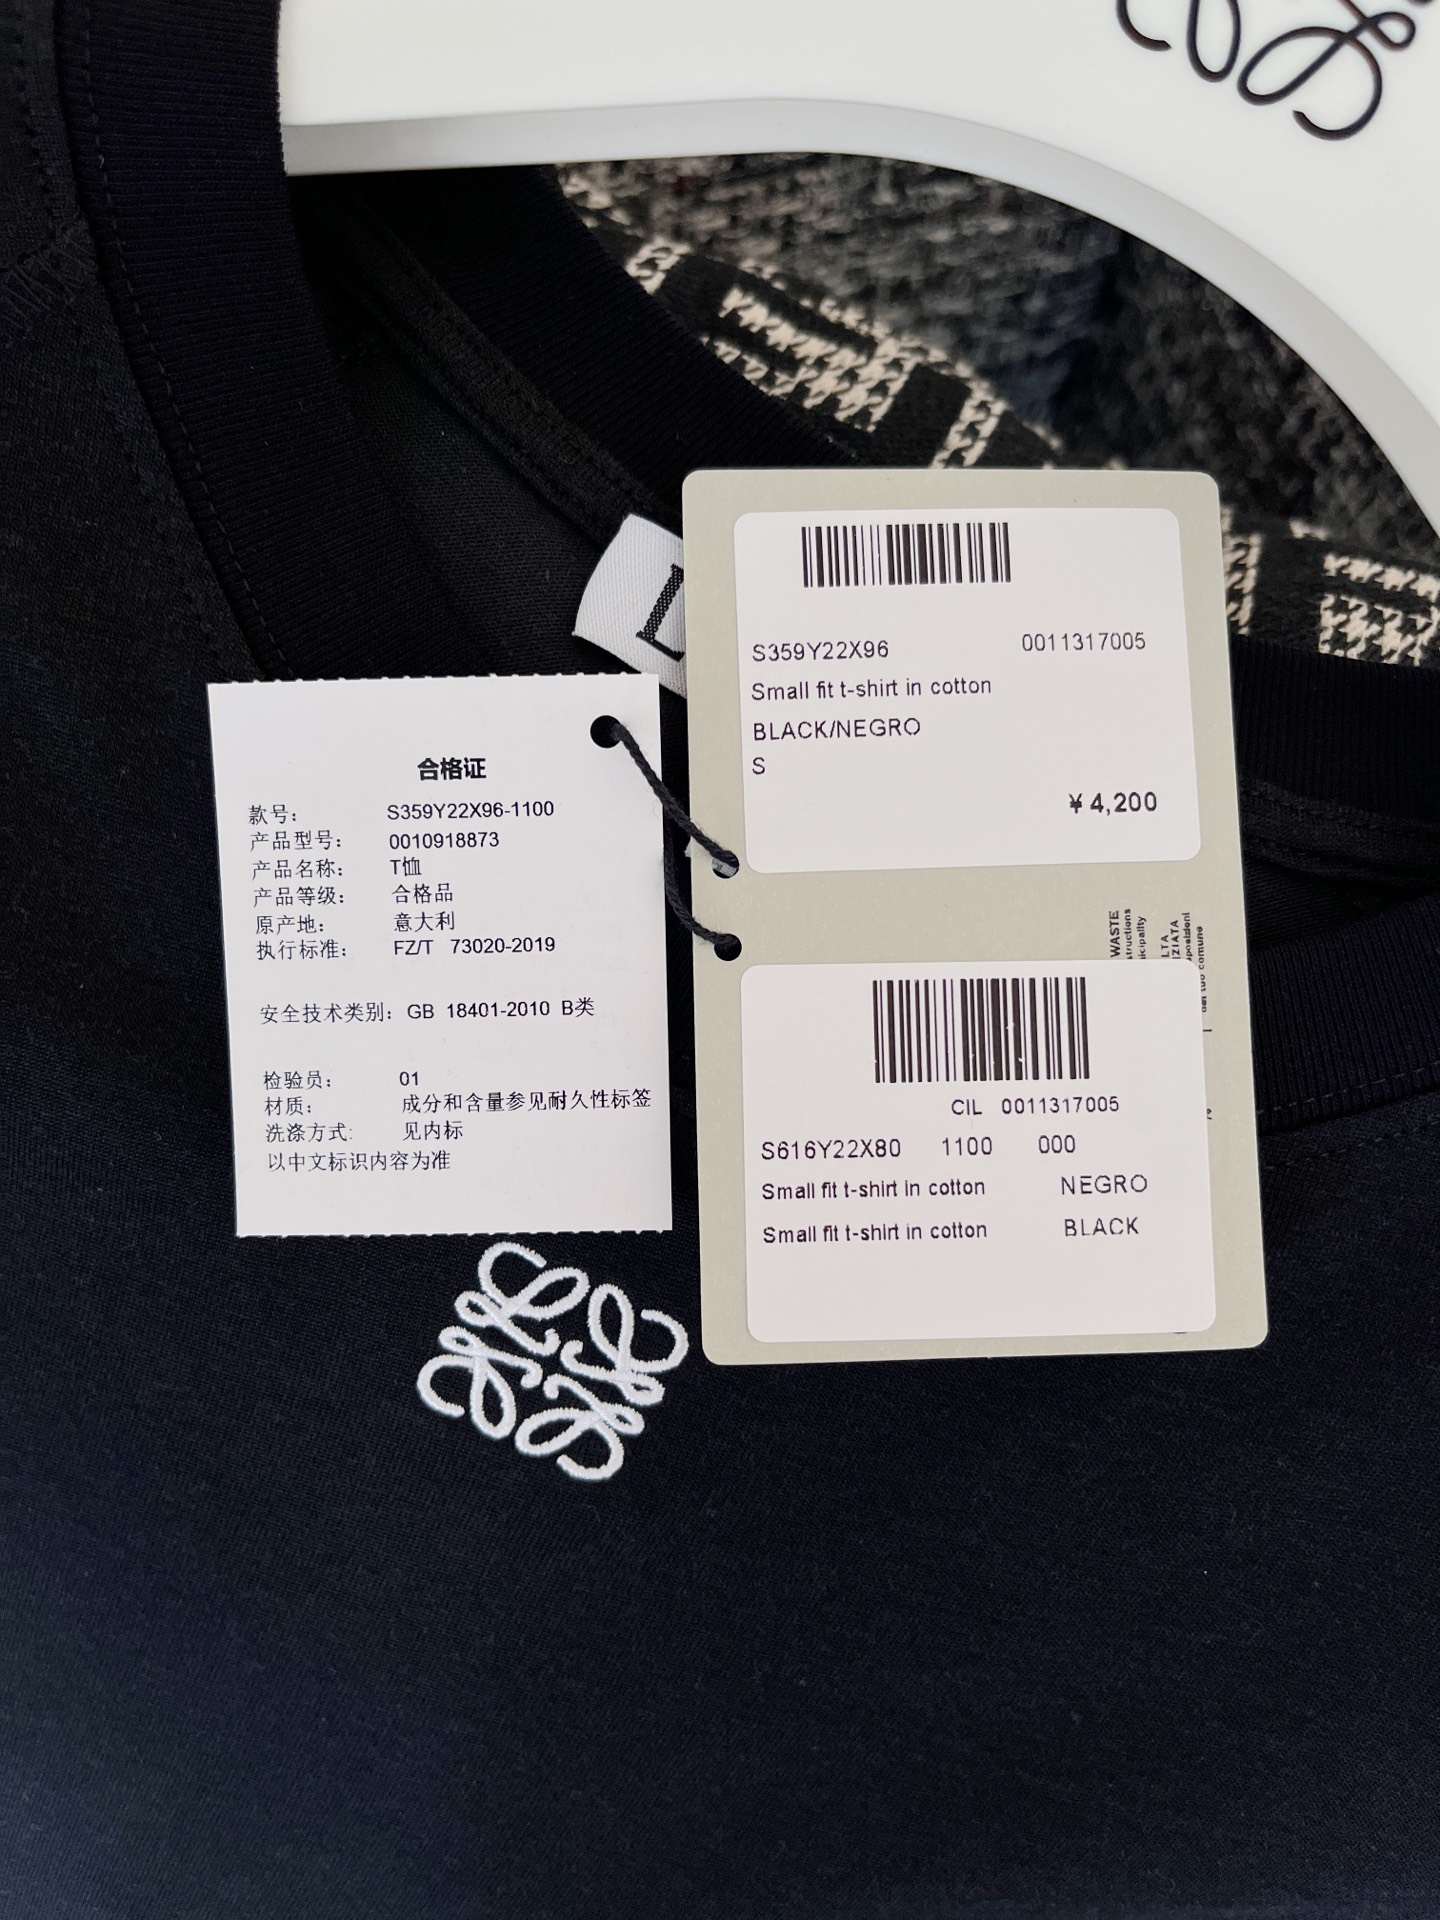 L
S359Y22X96 0011317005
Small fit t-shirt in cotton
BLACK/NEGRO
S
¥ 4,200
合格证
款号: S359Y22X96-1100
产品型号: 0010918873
产品名称: T恤
产品等级: 合格品
原产地: 意大利
执行标准: FZ/T 73020-2019
安全技术类别: GB 18401-2010 B类
检验员: 01
材质: 成分和含量参见耐久性标签
洗涤方式: 见内标
以中文标识内容为准
WASTE
CIL 0011317005
S616Y22X80 1100 000
Small fit t-shirt in cotton NEGRO
Small fit t-shirt in cotton BLACK